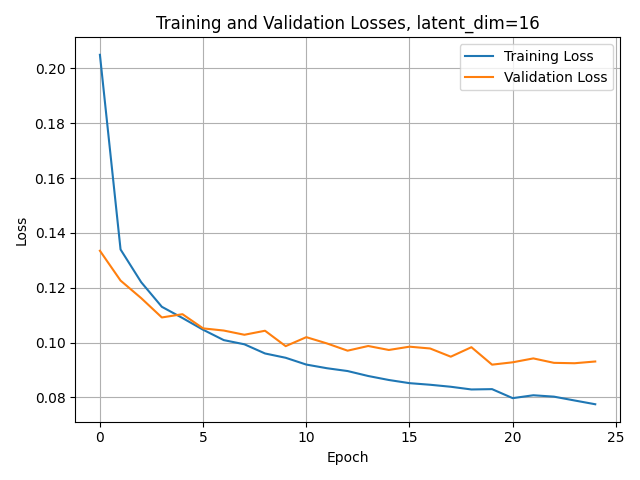 Training and Validation Losses, latent_dim=16
Training Loss
Validation Loss
0.20
0.18
0.16
0.14
0.12
0.10
0.08
Loss
0
5
10
15
20
25
Epoch